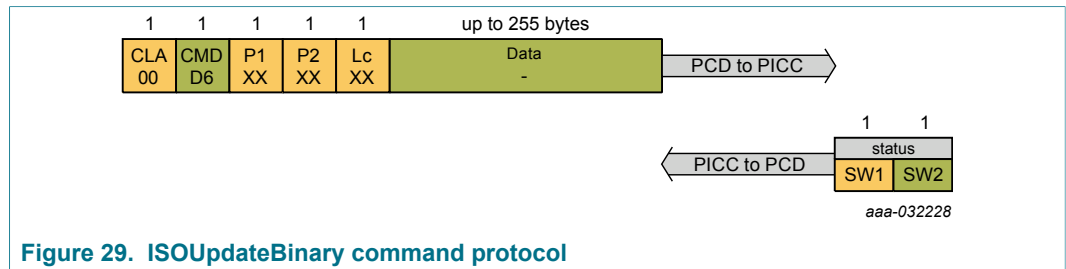 1 1 1 1 1 up to 255 bytes
CLA CMD P1 P2 Lc Data
00 D6 XX XX XX -
PCD to PICC
1 1
status
PICC to PCD
SW1 SW2
aaa-032228
Figure 29. ISOUpdateBinary command protocol